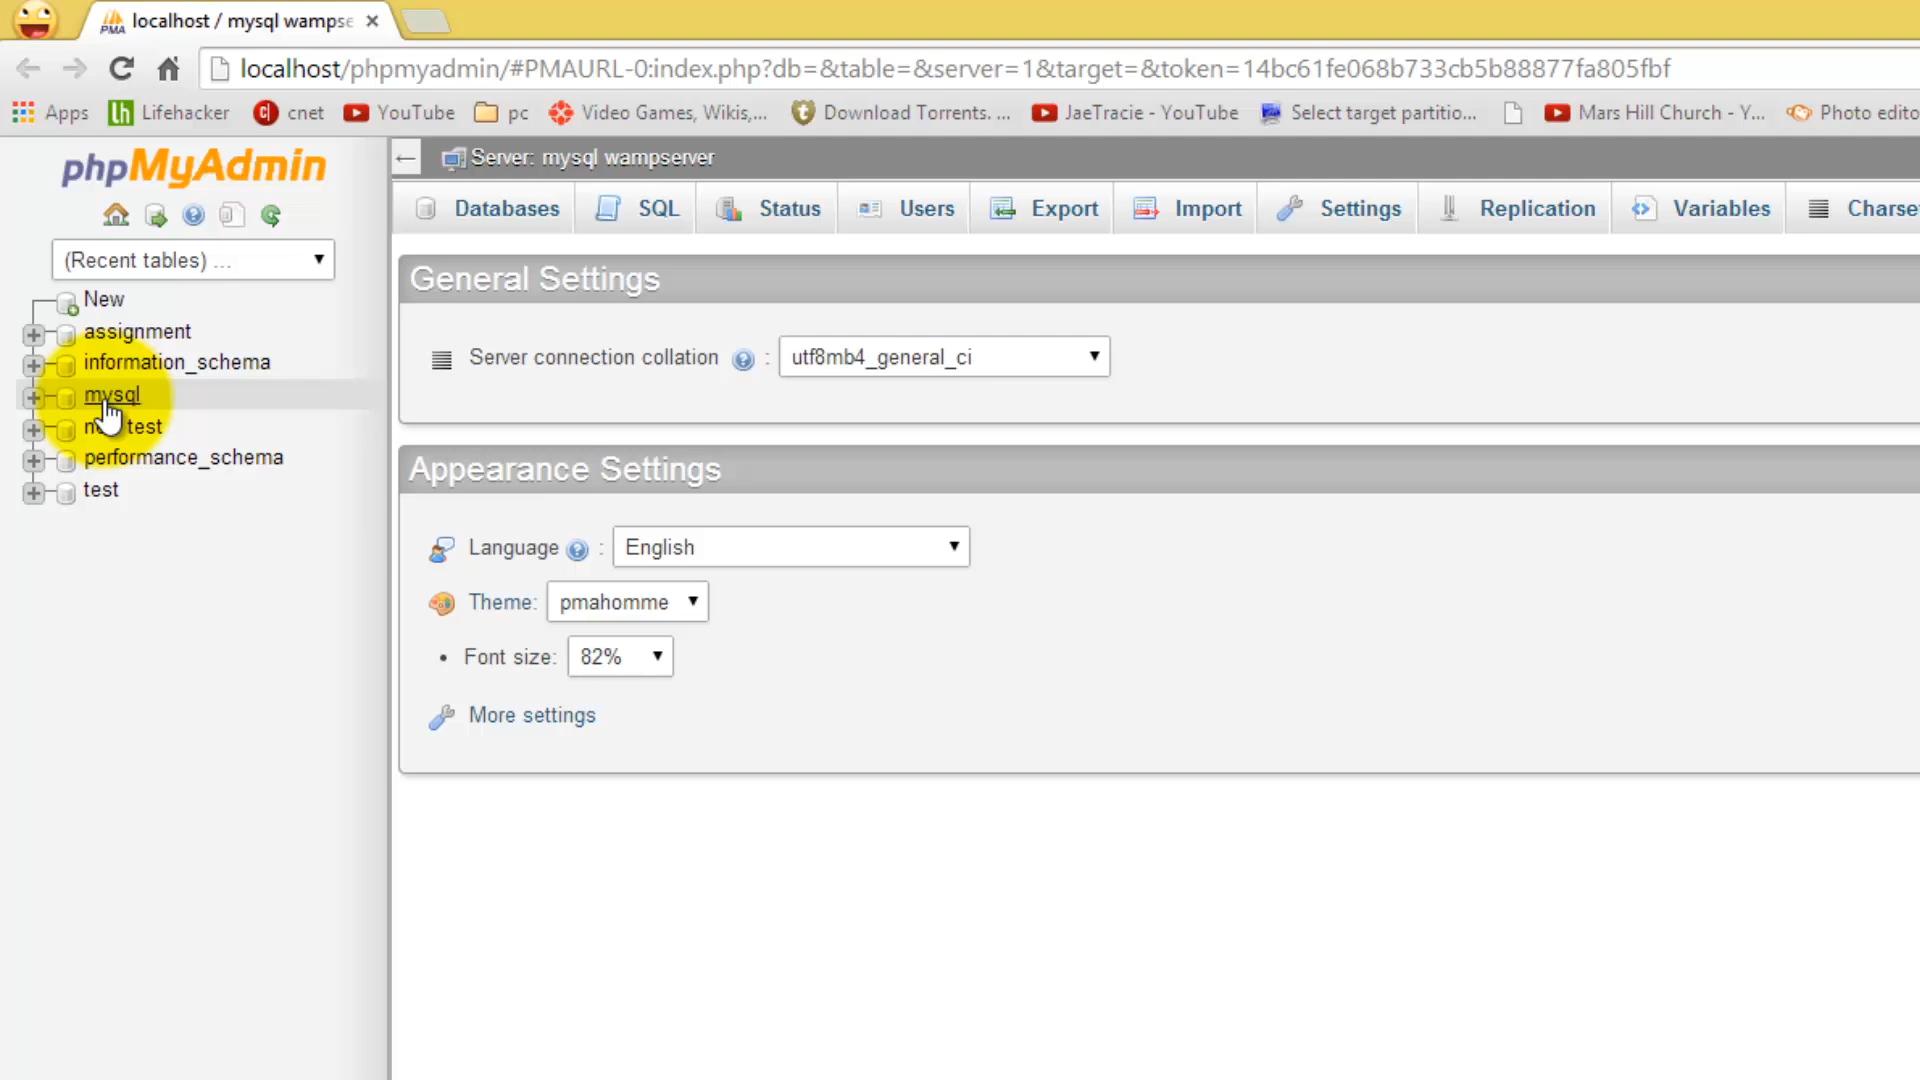 localhost / mysql wampse
localhost/phpmyadmin/#PMAURL-0:index.php?db=&table=&server=1&target=&token=14bc61fe068b733cb5b88877fa805fbf
Apps Lifehacker cnet YouTube pc Video Games, Wikis,... Download Torrents. ... JaeTracie - YouTube Select target partitio... Mars Hill Church - Y... Photo edito
phpMyAdmin
(Recent tables) ...
New
assignment
information_schema
mysql
test
performance_schema
test
Server: mysql wampserver
Databases SQL Status Users Export Import Settings Replication Variables Charse
General Settings
Server connection collation : utf8mb4_general_ci
Appearance Settings
Language : English
Theme: pmahomme
• Font size: 82%
More settings